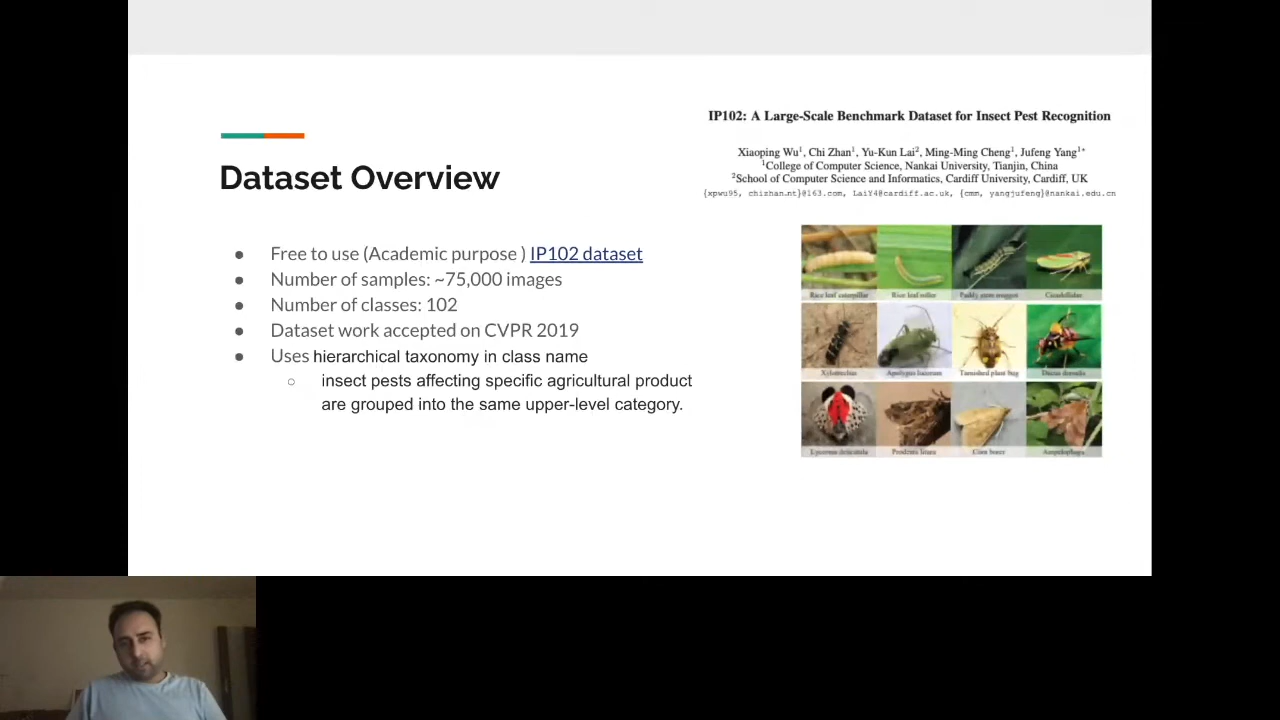 IP102: A Large-Scale Benchmark Dataset for Insect Pest Recognition
Xiaoping Wu¹, Chi Zhan¹, Yu-Kun Lai², Ming-Ming Cheng¹, Jufeng Yang¹*
¹College of Computer Science, Nankai University, Tianjin, China
²School of Computer Science and Informatics, Cardiff University, Cardiff, UK
{xpwu95, chizhan_nt}@163.com, LaiY4@cardiff.ac.uk, {cmm, yangjufeng}@nankai.edu.cn
Dataset Overview
● Free to use (Academic purpose ) IP102 dataset
● Number of samples: ~75,000 images
● Number of classes: 102
● Dataset work accepted on CVPR 2019
● Uses hierarchical taxonomy in class name
○ insect pests affecting specific agricultural product
are grouped into the same upper-level category.
Rice leaf caterpillar Rice leaf roller Paddy stem maggot Cicadellidae
Xylotrechus Apolygus lucorum Tarnished plant bug Dacus dorsalis
Lycorma delicatula Prodenia litura Corn borer Ampelophaga